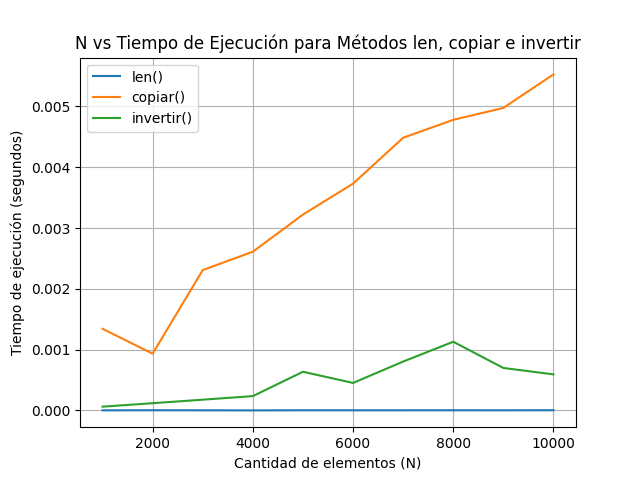 N vs Tiempo de Ejecución para Métodos len, copiar e invertir
len()
copiar()
invertir()
Tiempo de ejecución (segundos)
0.005
0.004
0.003
0.002
0.001
0.000
2000 4000 6000 8000 10000
Cantidad de elementos (N)